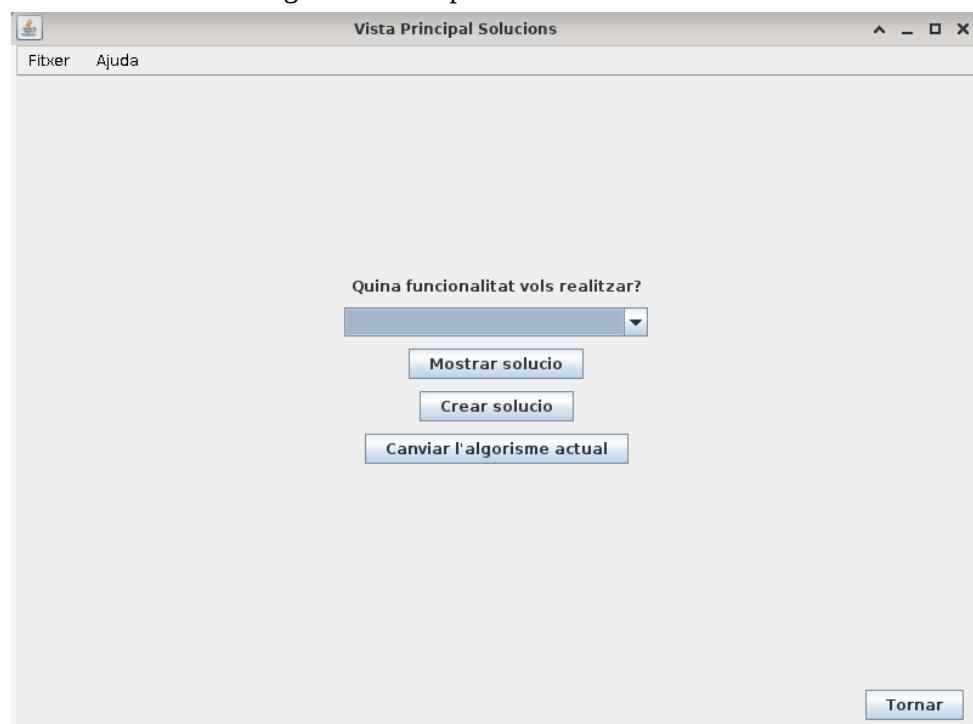 Vista Principal Solucions
Fitxer Ajuda
Quina funcionalitat vols realitzar?
Mostrar solucio
Crear solucio
Canviar l'algorisme actual
Tornar